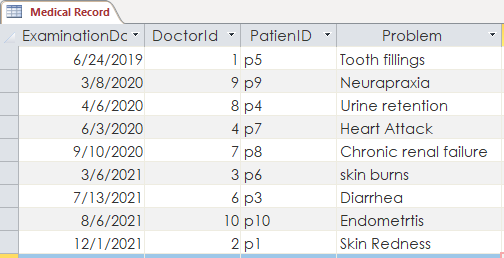 Medical Record
ExaminationDa DoctorId PatienID Problem
6/24/2019 1 p5 Tooth fillings
3/8/2020 9 p9 Neurapraxia
4/6/2020 8 p4 Urine retention
6/3/2020 4 p7 Heart Attack
9/10/2020 7 p8 Chronic renal failure
3/6/2021 3 p6 skin burns
7/13/2021 6 p3 Diarrhea
8/6/2021 10 p10 Endometrtis
12/1/2021 2 p1 Skin Redness